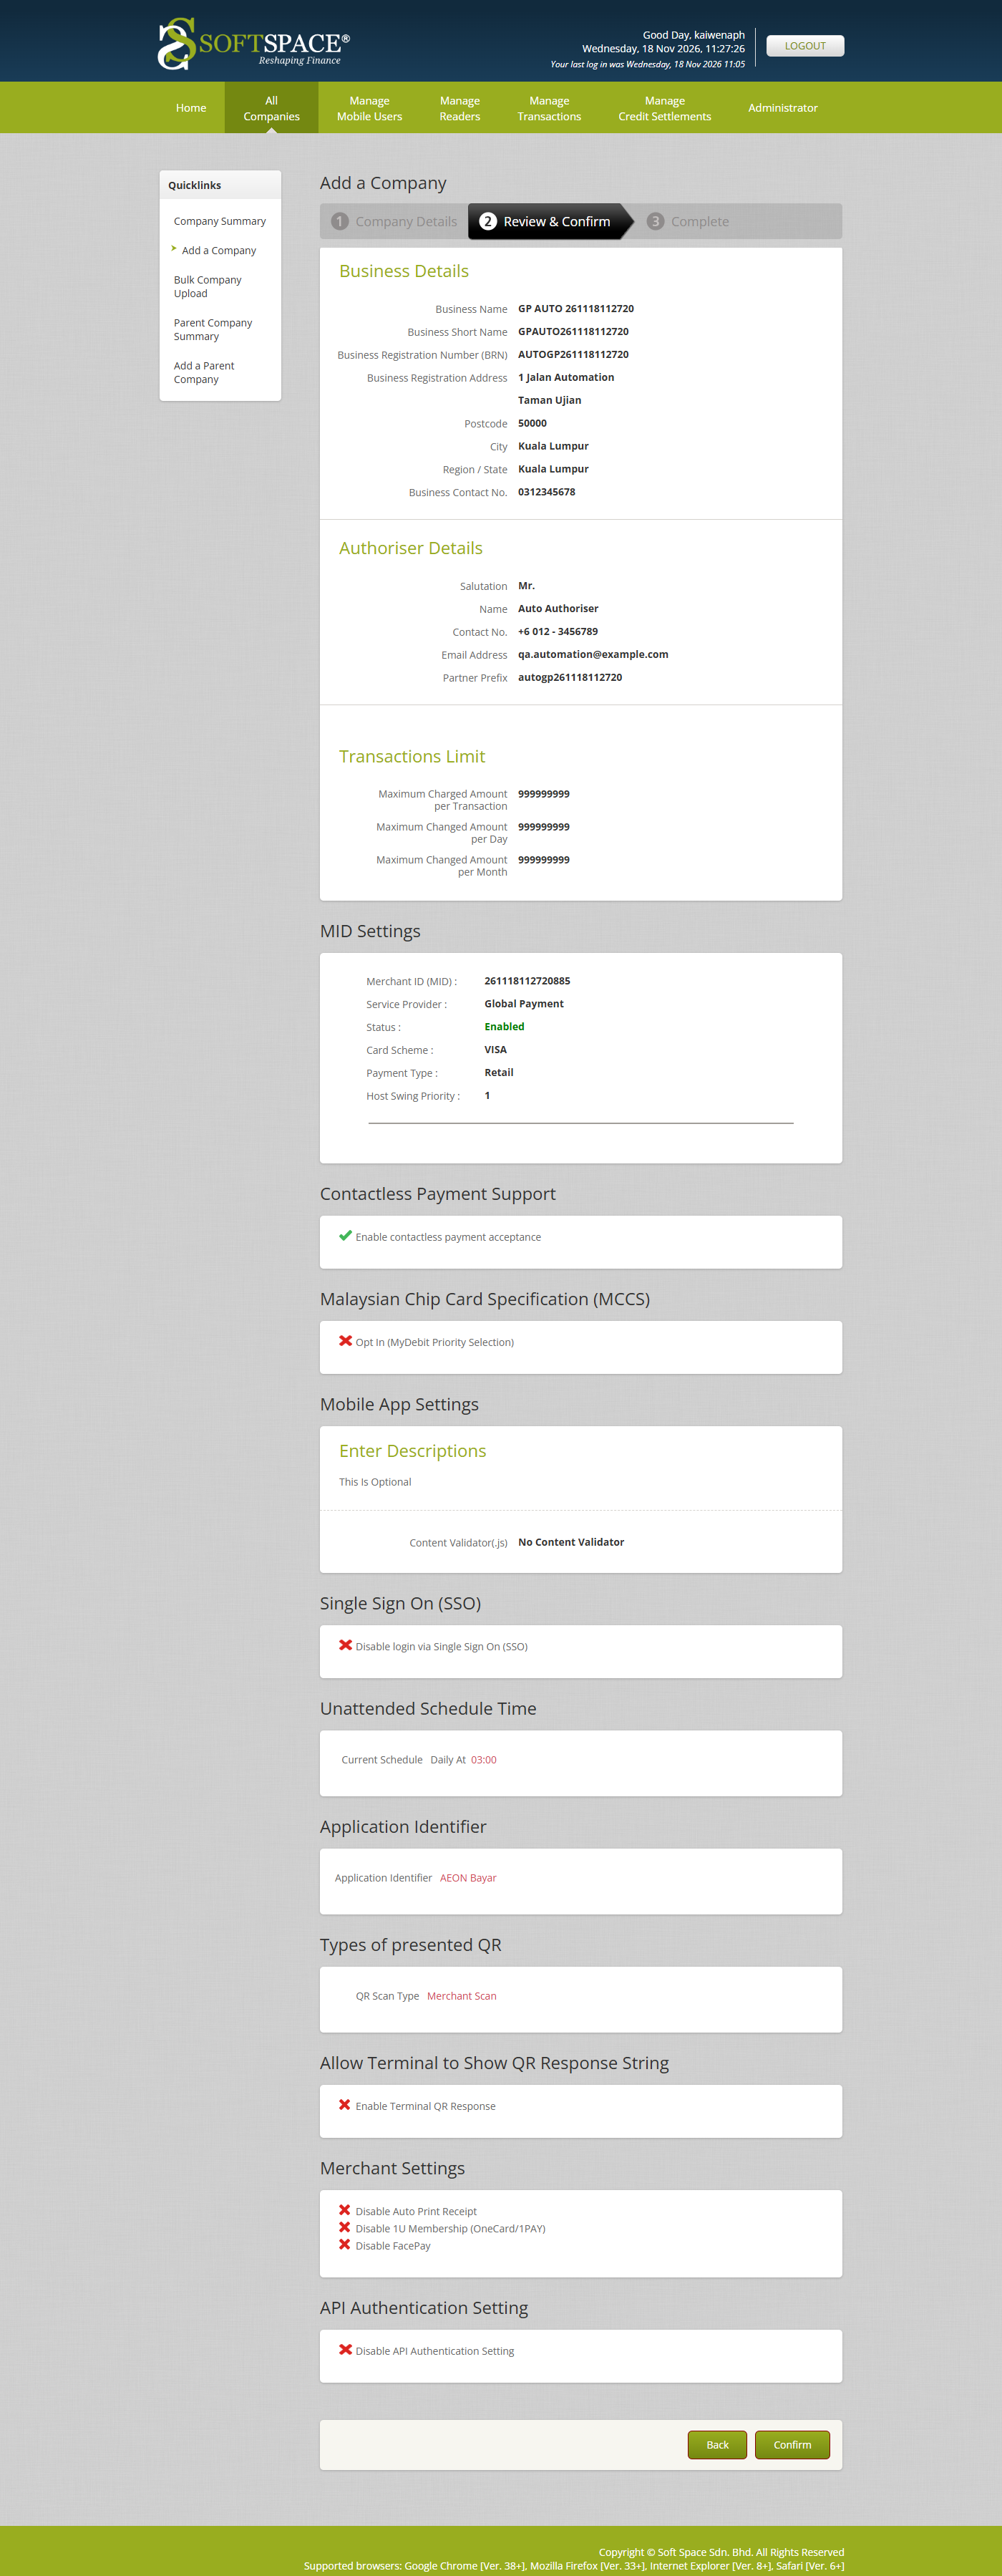 SOFTSPACE®
Reshaping Finance
Good Day, kaiwenaph
Wednesday, 18 Nov 2026, 11:27:26
Your last log in was Wednesday, 18 Nov 2026 11:05
LOGOUT
Home
All
Companies
Manage
Mobile Users
Manage
Readers
Manage
Transactions
Manage
Credit Settlements
Administrator
Quicklinks
Company Summary
Add a Company
Bulk Company
Upload
Parent Company
Summary
Add a Parent
Company
Add a Company
1 Company Details
2 Review & Confirm
3 Complete
Business Details
Business Name GP AUTO 261118112720
Business Short Name GPAUTO261118112720
Business Registration Number (BRN) AUTOGP261118112720
Business Registration Address 1 Jalan Automation
Taman Ujian
Postcode 50000
City Kuala Lumpur
Region / State Kuala Lumpur
Business Contact No. 0312345678
Authoriser Details
Salutation Mr.
Name Auto Authoriser
Contact No. +6 012 - 3456789
Email Address qa.automation@example.com
Partner Prefix autogp261118112720
Transactions Limit
Maximum Charged Amount 999999999
per Transaction
Maximum Changed Amount 999999999
per Day
Maximum Changed Amount 999999999
per Month
MID Settings
Merchant ID (MID) : 261118112720885
Service Provider : Global Payment
Status : Enabled
Card Scheme : VISA
Payment Type : Retail
Host Swing Priority : 1
Contactless Payment Support
Enable contactless payment acceptance
Malaysian Chip Card Specification (MCCS)
Opt In (MyDebit Priority Selection)
Mobile App Settings
Enter Descriptions
This Is Optional
Content Validator(.js) No Content Validator
Single Sign On (SSO)
Disable login via Single Sign On (SSO)
Unattended Schedule Time
Current Schedule Daily At 03:00
Application Identifier
Application Identifier AEON Bayar
Types of presented QR
QR Scan Type Merchant Scan
Allow Terminal to Show QR Response String
Enable Terminal QR Response
Merchant Settings
Disable Auto Print Receipt
Disable 1U Membership (OneCard/1PAY)
Disable FacePay
API Authentication Setting
Disable API Authentication Setting
Back
Confirm
Copyright © Soft Space Sdn. Bhd. All Rights Reserved
Supported browsers: Google Chrome [Ver. 38+], Mozilla Firefox [Ver. 33+], Internet Explorer [Ver. 8+], Safari [Ver. 6+]